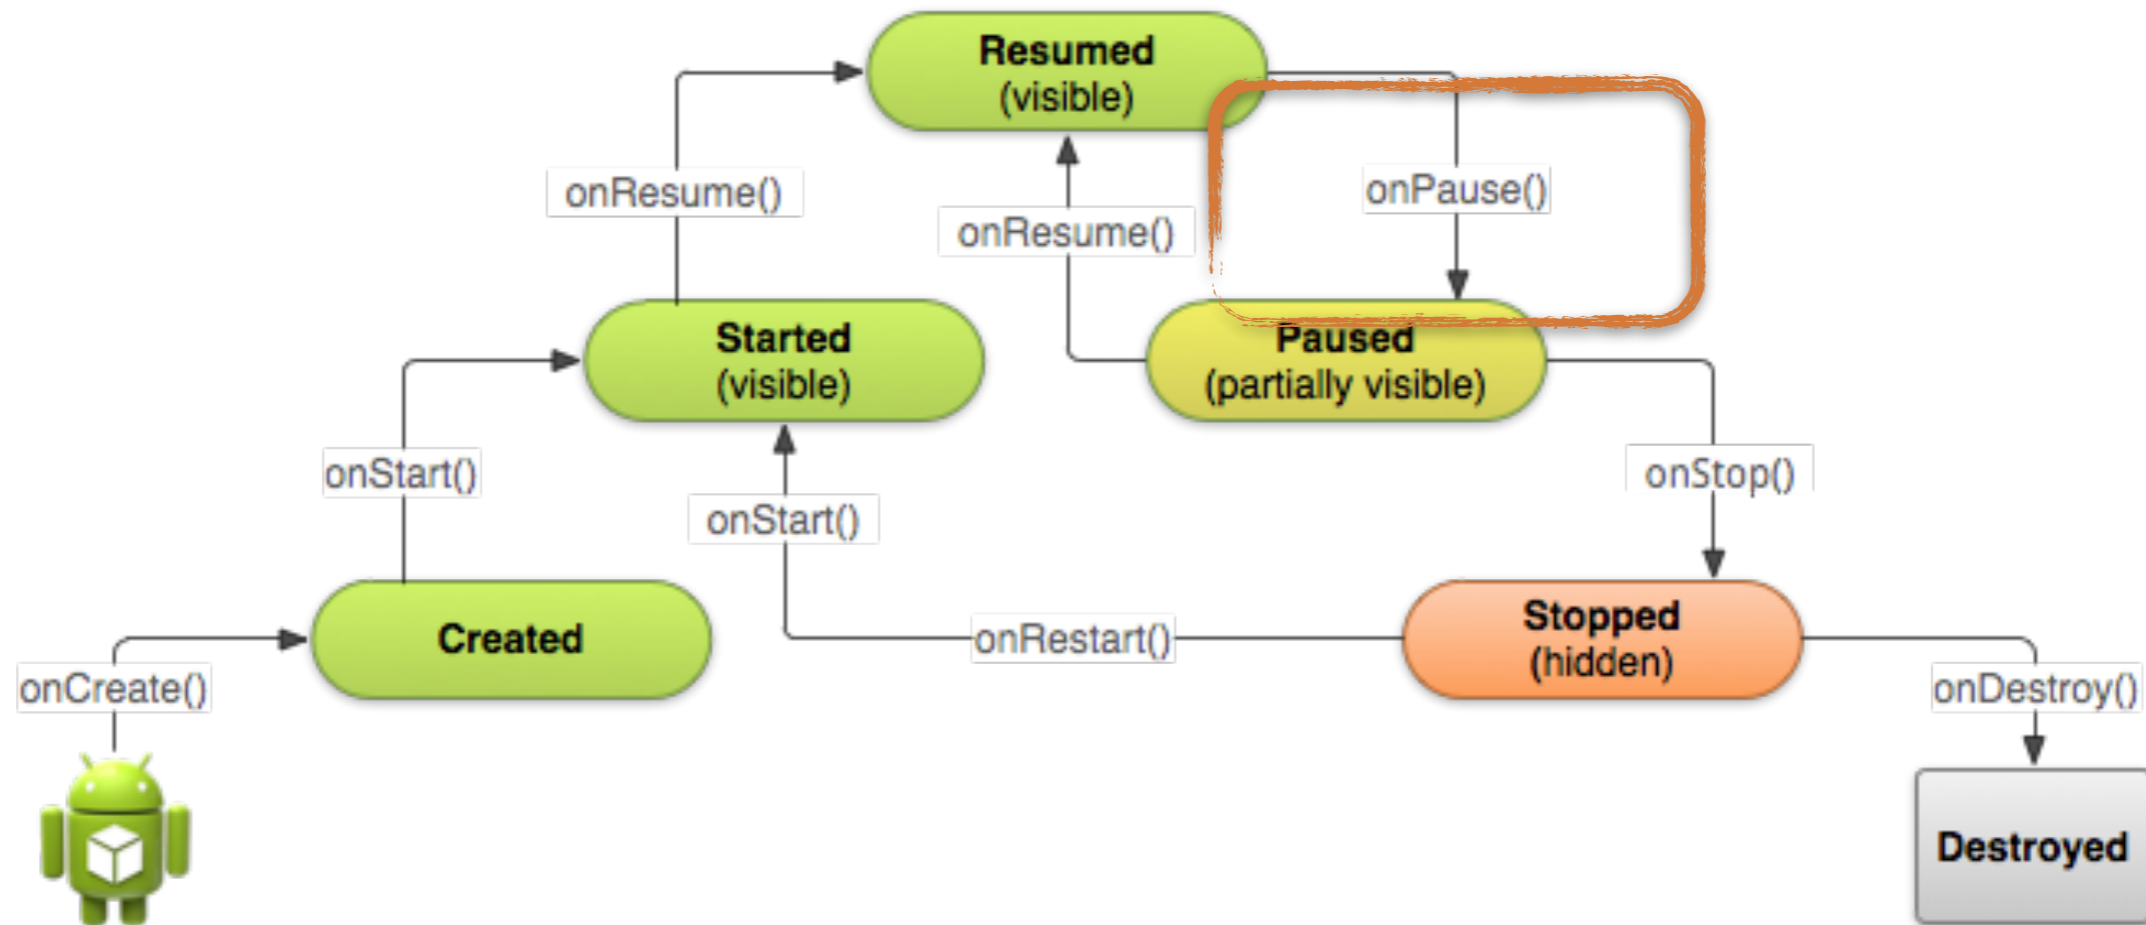 Resumed
(visible)
onResume()
onPause()
onResume()
Started
(visible)
Paused
(partially visible)
onStart()
onStop()
onStart()
Created
onRestart()
Stopped
(hidden)
onCreate()
onDestroy()
Destroyed